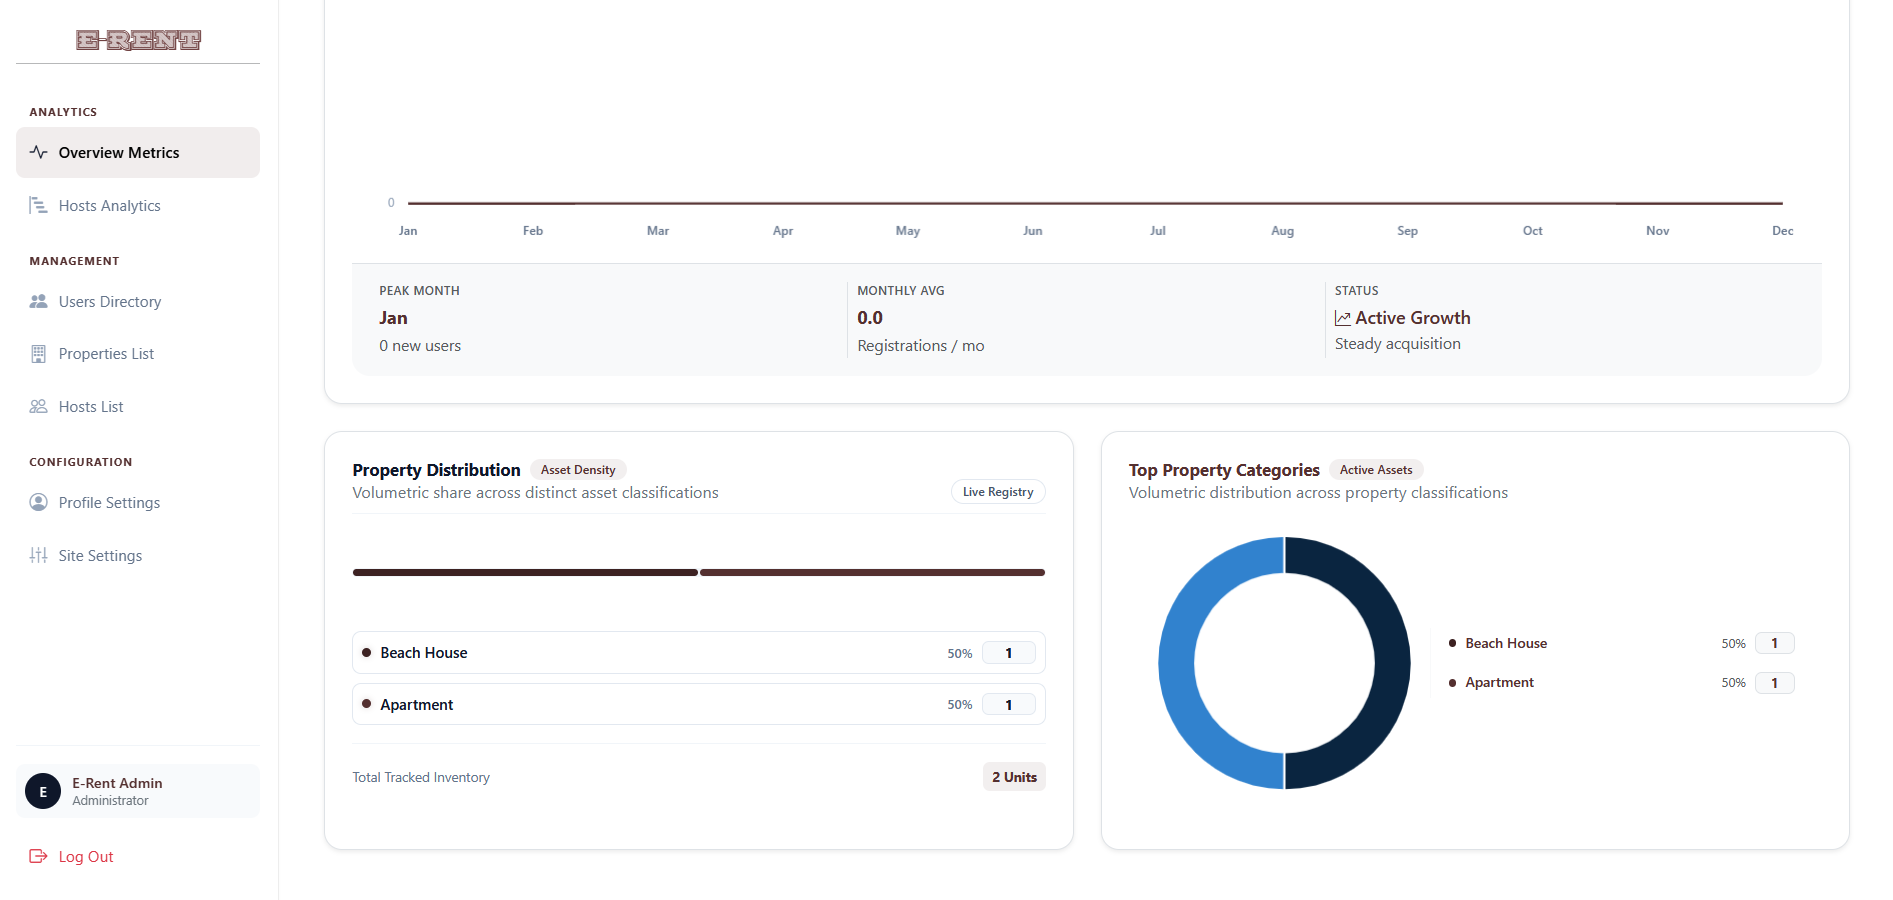 E-RENT
ANALYTICS
Overview Metrics
Hosts Analytics
MANAGEMENT
Users Directory
Properties List
Hosts List
CONFIGURATION
Profile Settings
Site Settings
E
E-Rent Admin
Administrator
Log Out
0
Jan Feb Mar Apr May Jun Jul Aug Sep Oct Nov Dec
PEAK MONTH
Jan
0 new users
MONTHLY AVG
0.0
Registrations / mo
STATUS
Active Growth
Steady acquisition
Property Distribution Asset Density
Volumetric share across distinct asset classifications
Live Registry
Beach House 50% 1
Apartment 50% 1
Total Tracked Inventory 2 Units
Top Property Categories Active Assets
Volumetric distribution across property classifications
Beach House 50% 1
Apartment 50% 1